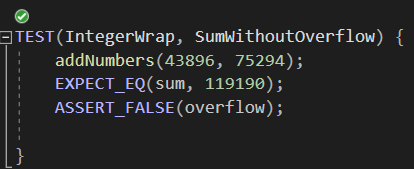 TEST(IntegerWrap, SumWithoutOverflow) {
addNumbers(43896, 75294);
EXPECT_EQ(sum, 119190);
ASSERT_FALSE(overflow);
}